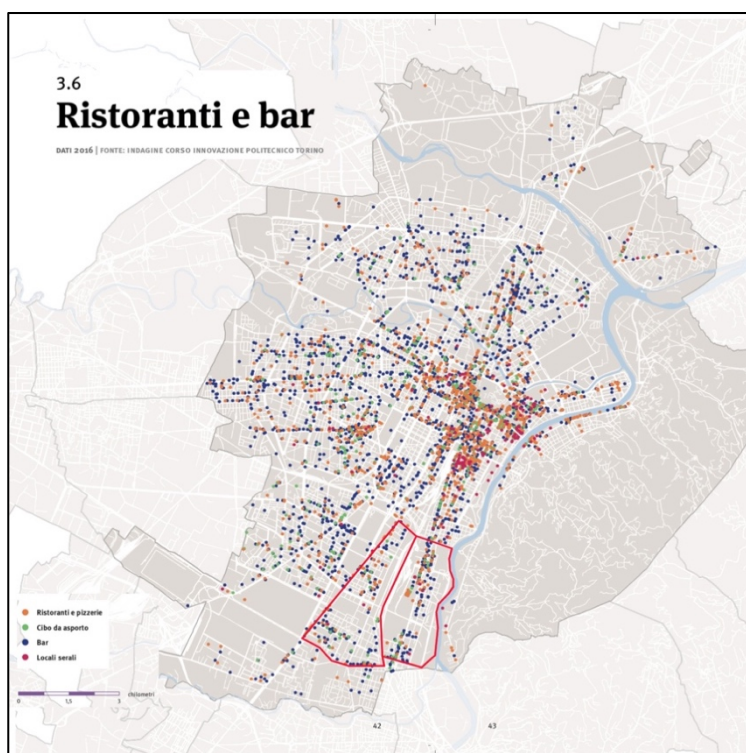 3.6
Ristoranti e bar
DATI 2016 | FONTE: INDAGINE CORSO INNOVAZIONE POLITECNICO TORINO
Ristoranti e pizzerie
Cibo da asporto
Bar
Locali serali
chilometri
0 1,5 3
42 43